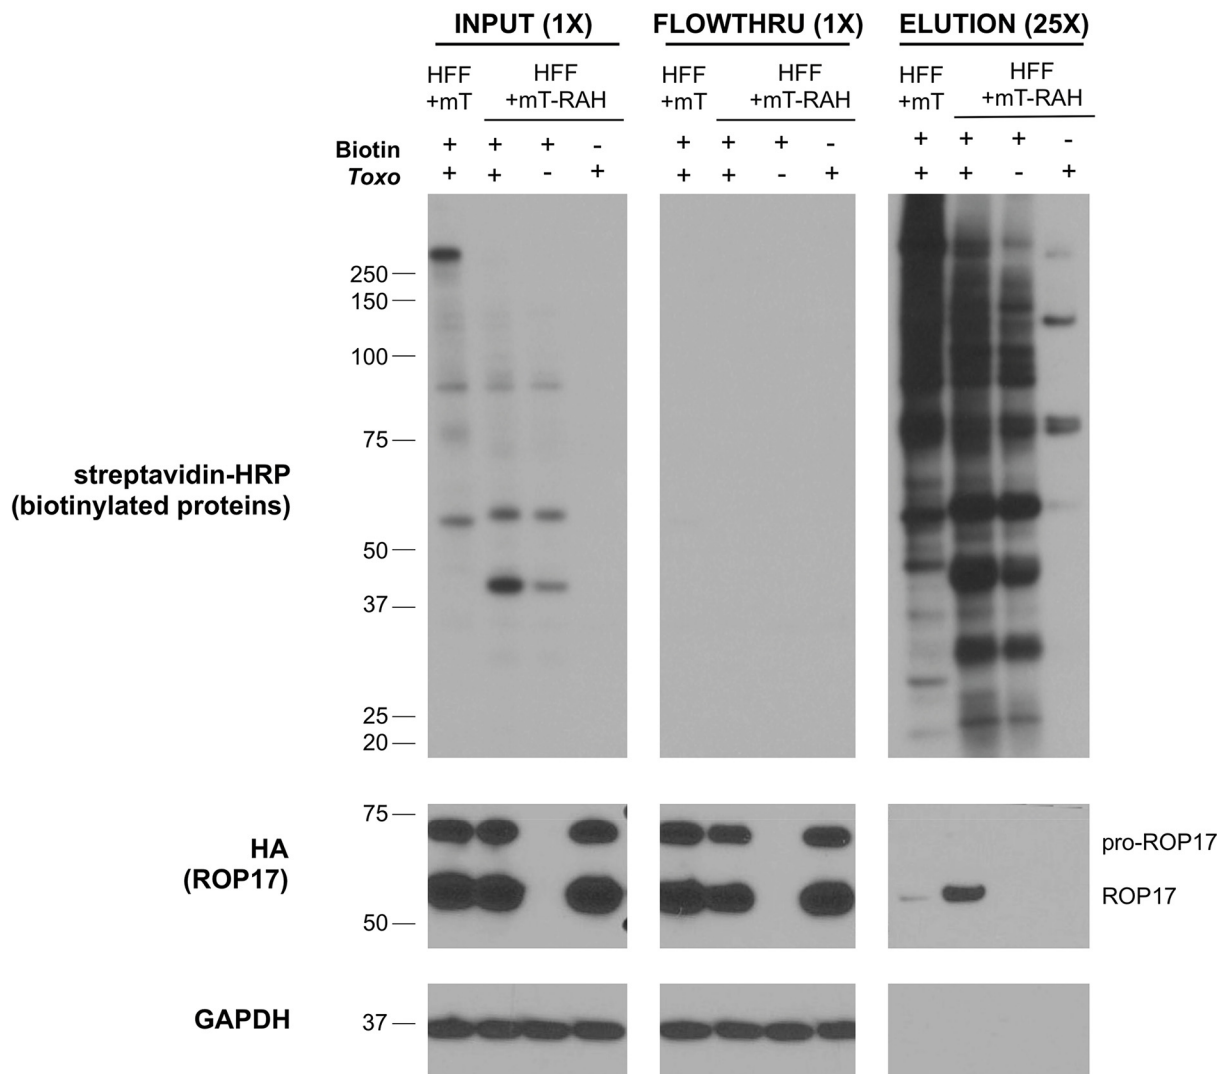 INPUT (1X) FLOWTHRU (1X) ELUTION (25X)
HFF +mT HFF +mT-RAH HFF +mT HFF +mT-RAH HFF +mT HFF +mT-RAH
Biotin + + + - + + + - + + + -
Toxo + + - + + + - + + + - +
250
150
100
75
streptavidin-HRP
(biotinylated proteins)
50
37
25
20
75
HA
(ROP17)
pro-ROP17
ROP17
50
GAPDH
37